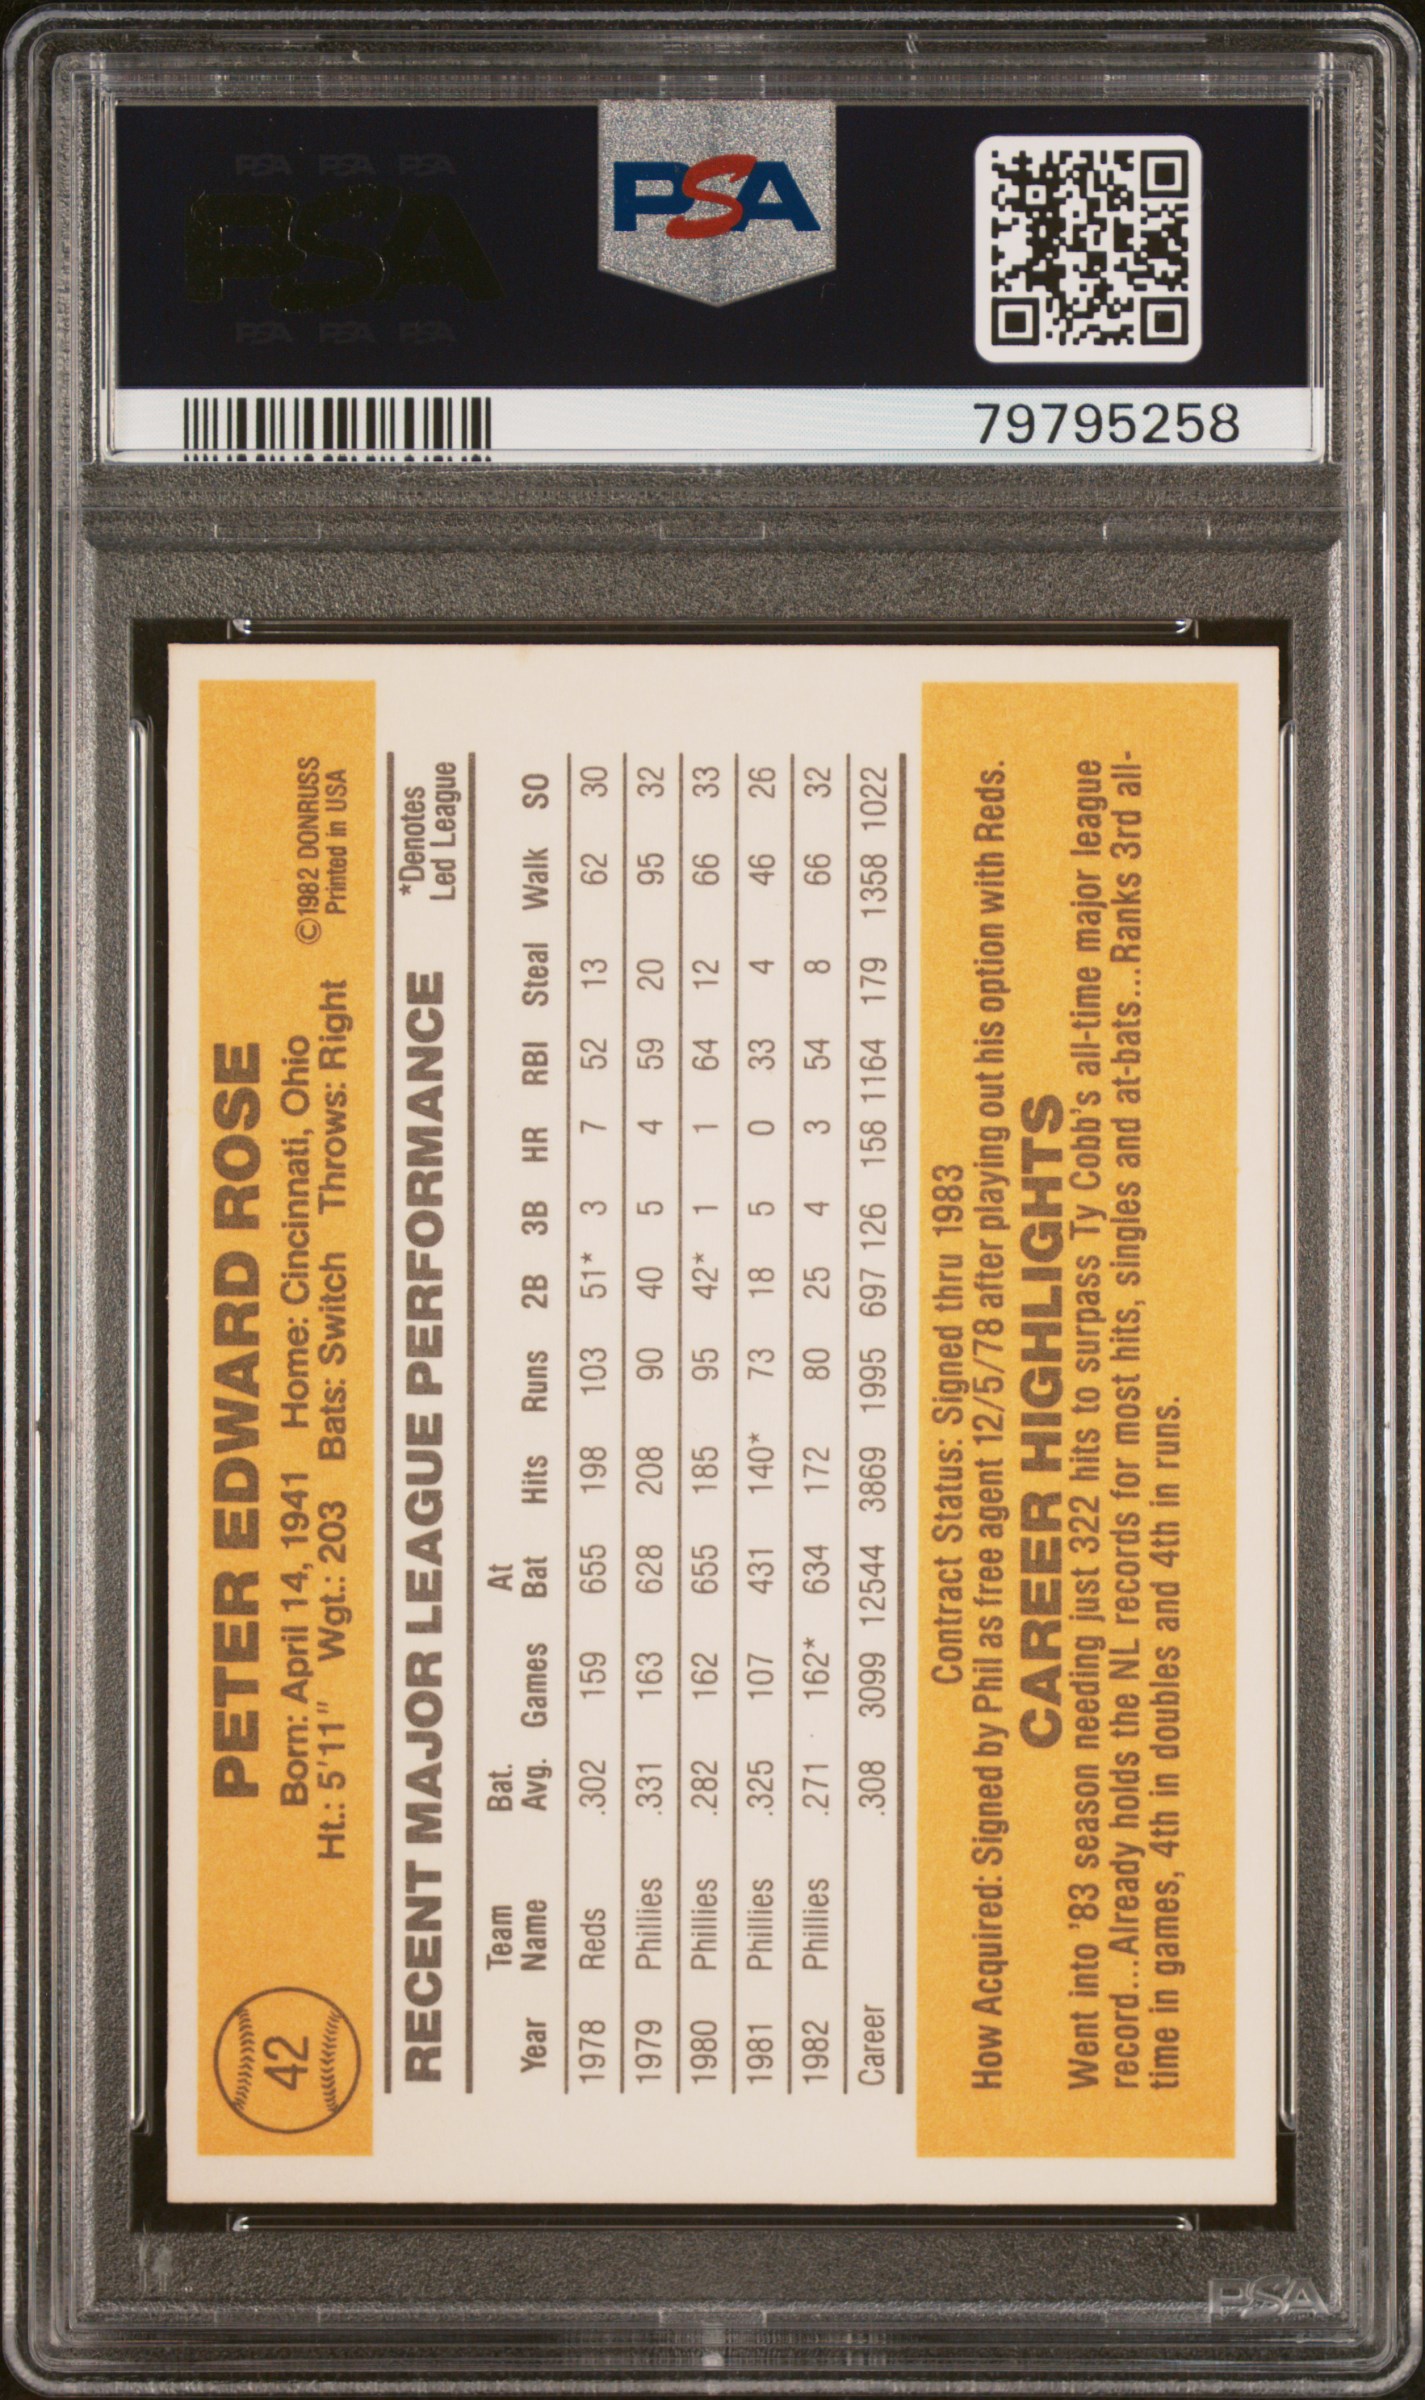 PSA PSA PSA
PSA
PSA PSA PSA
PSA
79795258
42
PETER EDWARD ROSE
Born: April 14, 1941 Home: Cincinnati, Ohio
Ht.: 5'11" Wgt.: 203 Bats: Switch Throws: Right
©1982 DONRUSS
Printed in USA
RECENT MAJOR LEAGUE PERFORMANCE
*Denotes
Led League
Team Bat. At
Year Name Avg. Games Bat Hits Runs 2B 3B HR RBI Steal Walk SO
1978 Reds .302 159 655 198 103 51* 3 7 52 13 62 30
1979 Phillies .331 163 628 208 90 40 5 4 59 20 95 32
1980 Phillies .282 162 655 185 95 42* 1 1 64 12 66 33
1981 Phillies .325 107 431 140* 73 18 5 0 33 4 46 26
1982 Phillies .271 162* 634 172 80 25 4 3 54 8 66 32
Career .308 3099 12544 3869 1995 697 126 158 1164 179 1358 1022
Contract Status: Signed thru 1983
How Acquired: Signed by Phil as free agent 12/5/78 after playing out his option with Reds.
CAREER HIGHLIGHTS
Went into '83 season needing just 322 hits to surpass Ty Cobb's all-time major league
record...Already holds the NL records for most hits, singles and at-bats...Ranks 3rd all-
time in games, 4th in doubles and 4th in runs.
PSA